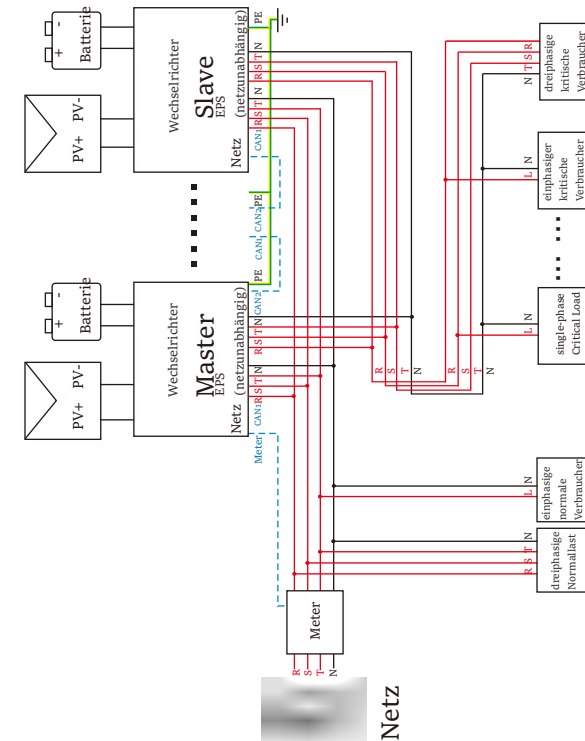 PV+ PV-
+ -
Batterie
PV+ PV-
+ -
Batterie
Wechselrichter
Master
EPS
Netz (netzunabhängig)
Meter CAN1 R S T N R S T N CAN2 PE
Wechselrichter
Slave
EPS
Netz (netzunabhängig)
CAN1 CAN2 PE
CAN1 R S T N R S T N PE
R
S
T
N
Meter
Netz
R
S
T
N
R
S
T
N
R S T N
dreiphasige
Normallast
L N
einphasige
normale
Verbraucher
L N
single-phase
Critical Load
L N
einphasiger
kritische
Verbraucher
N T S R
dreiphasige
kritische
Verbraucher